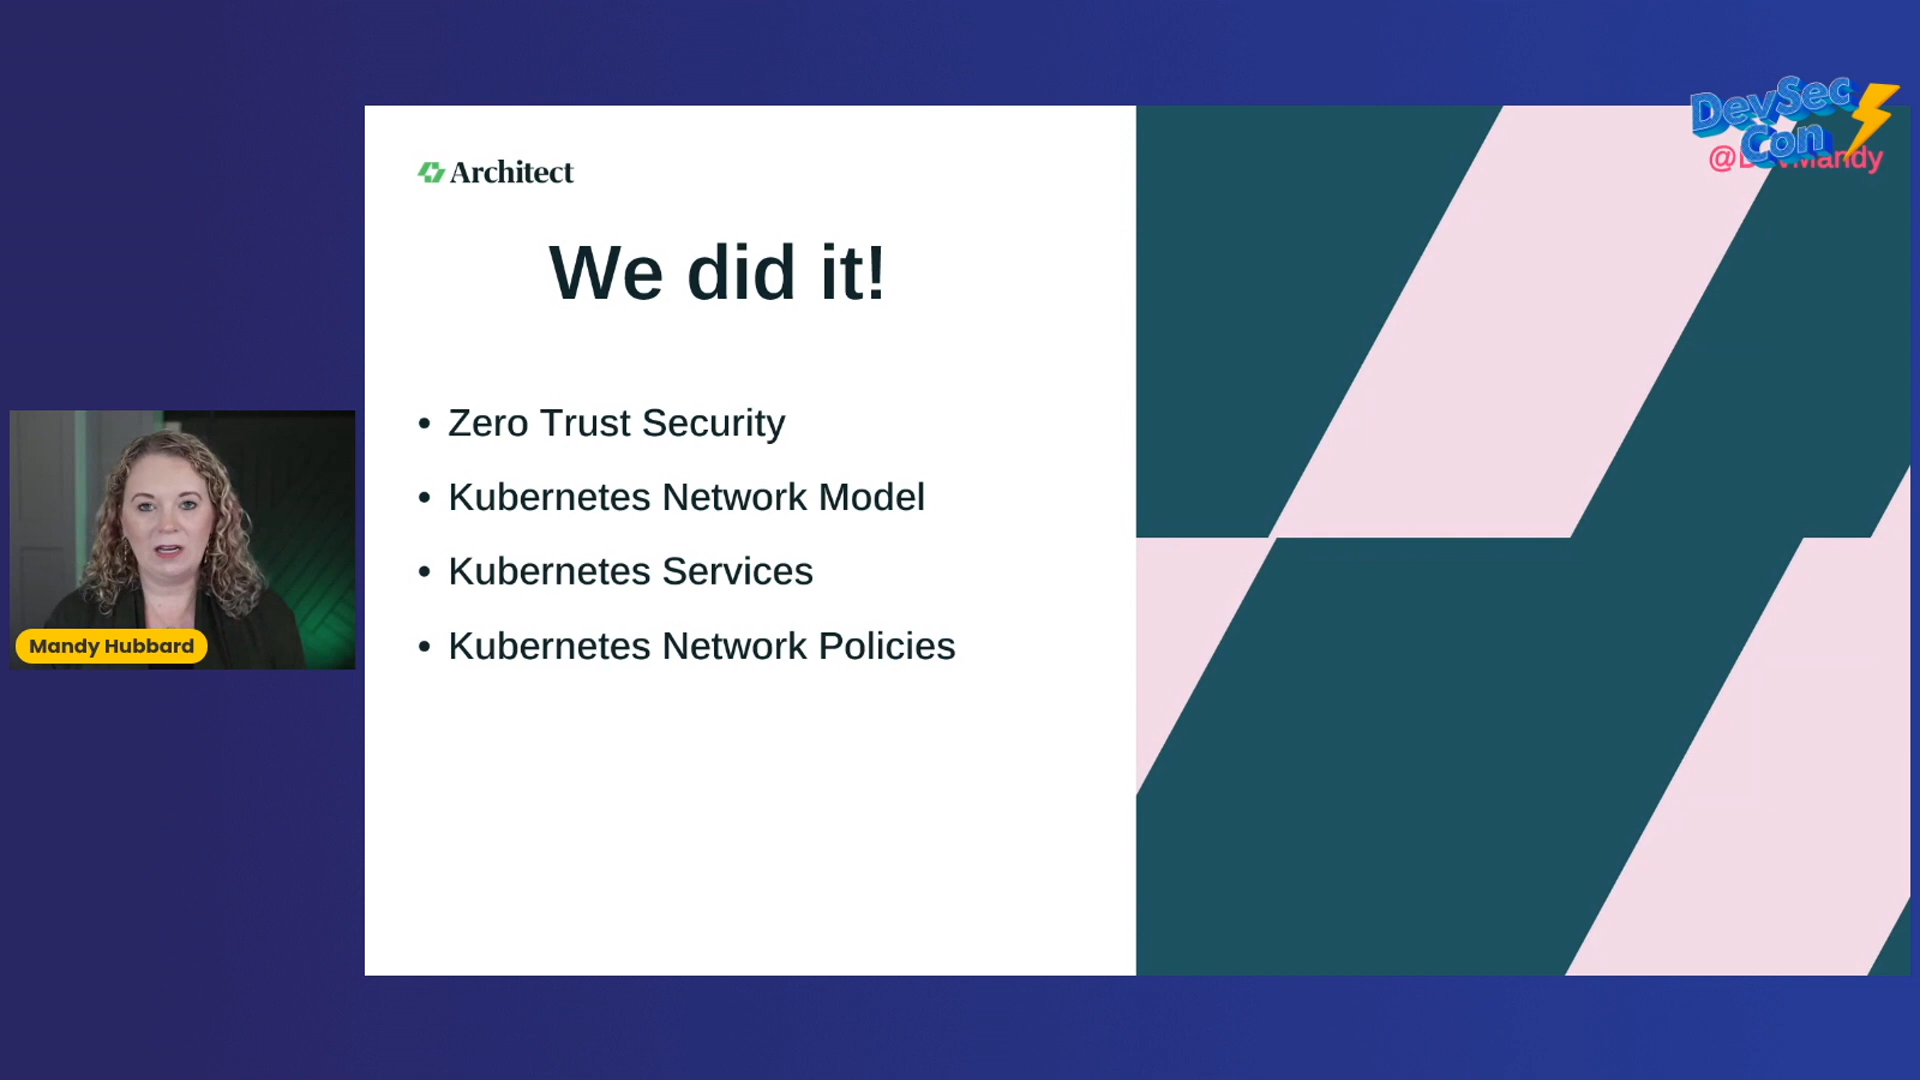 DevSec
Con
Architect
We did it!
• Zero Trust Security
• Kubernetes Network Model
• Kubernetes Services
• Kubernetes Network Policies
Mandy Hubbard